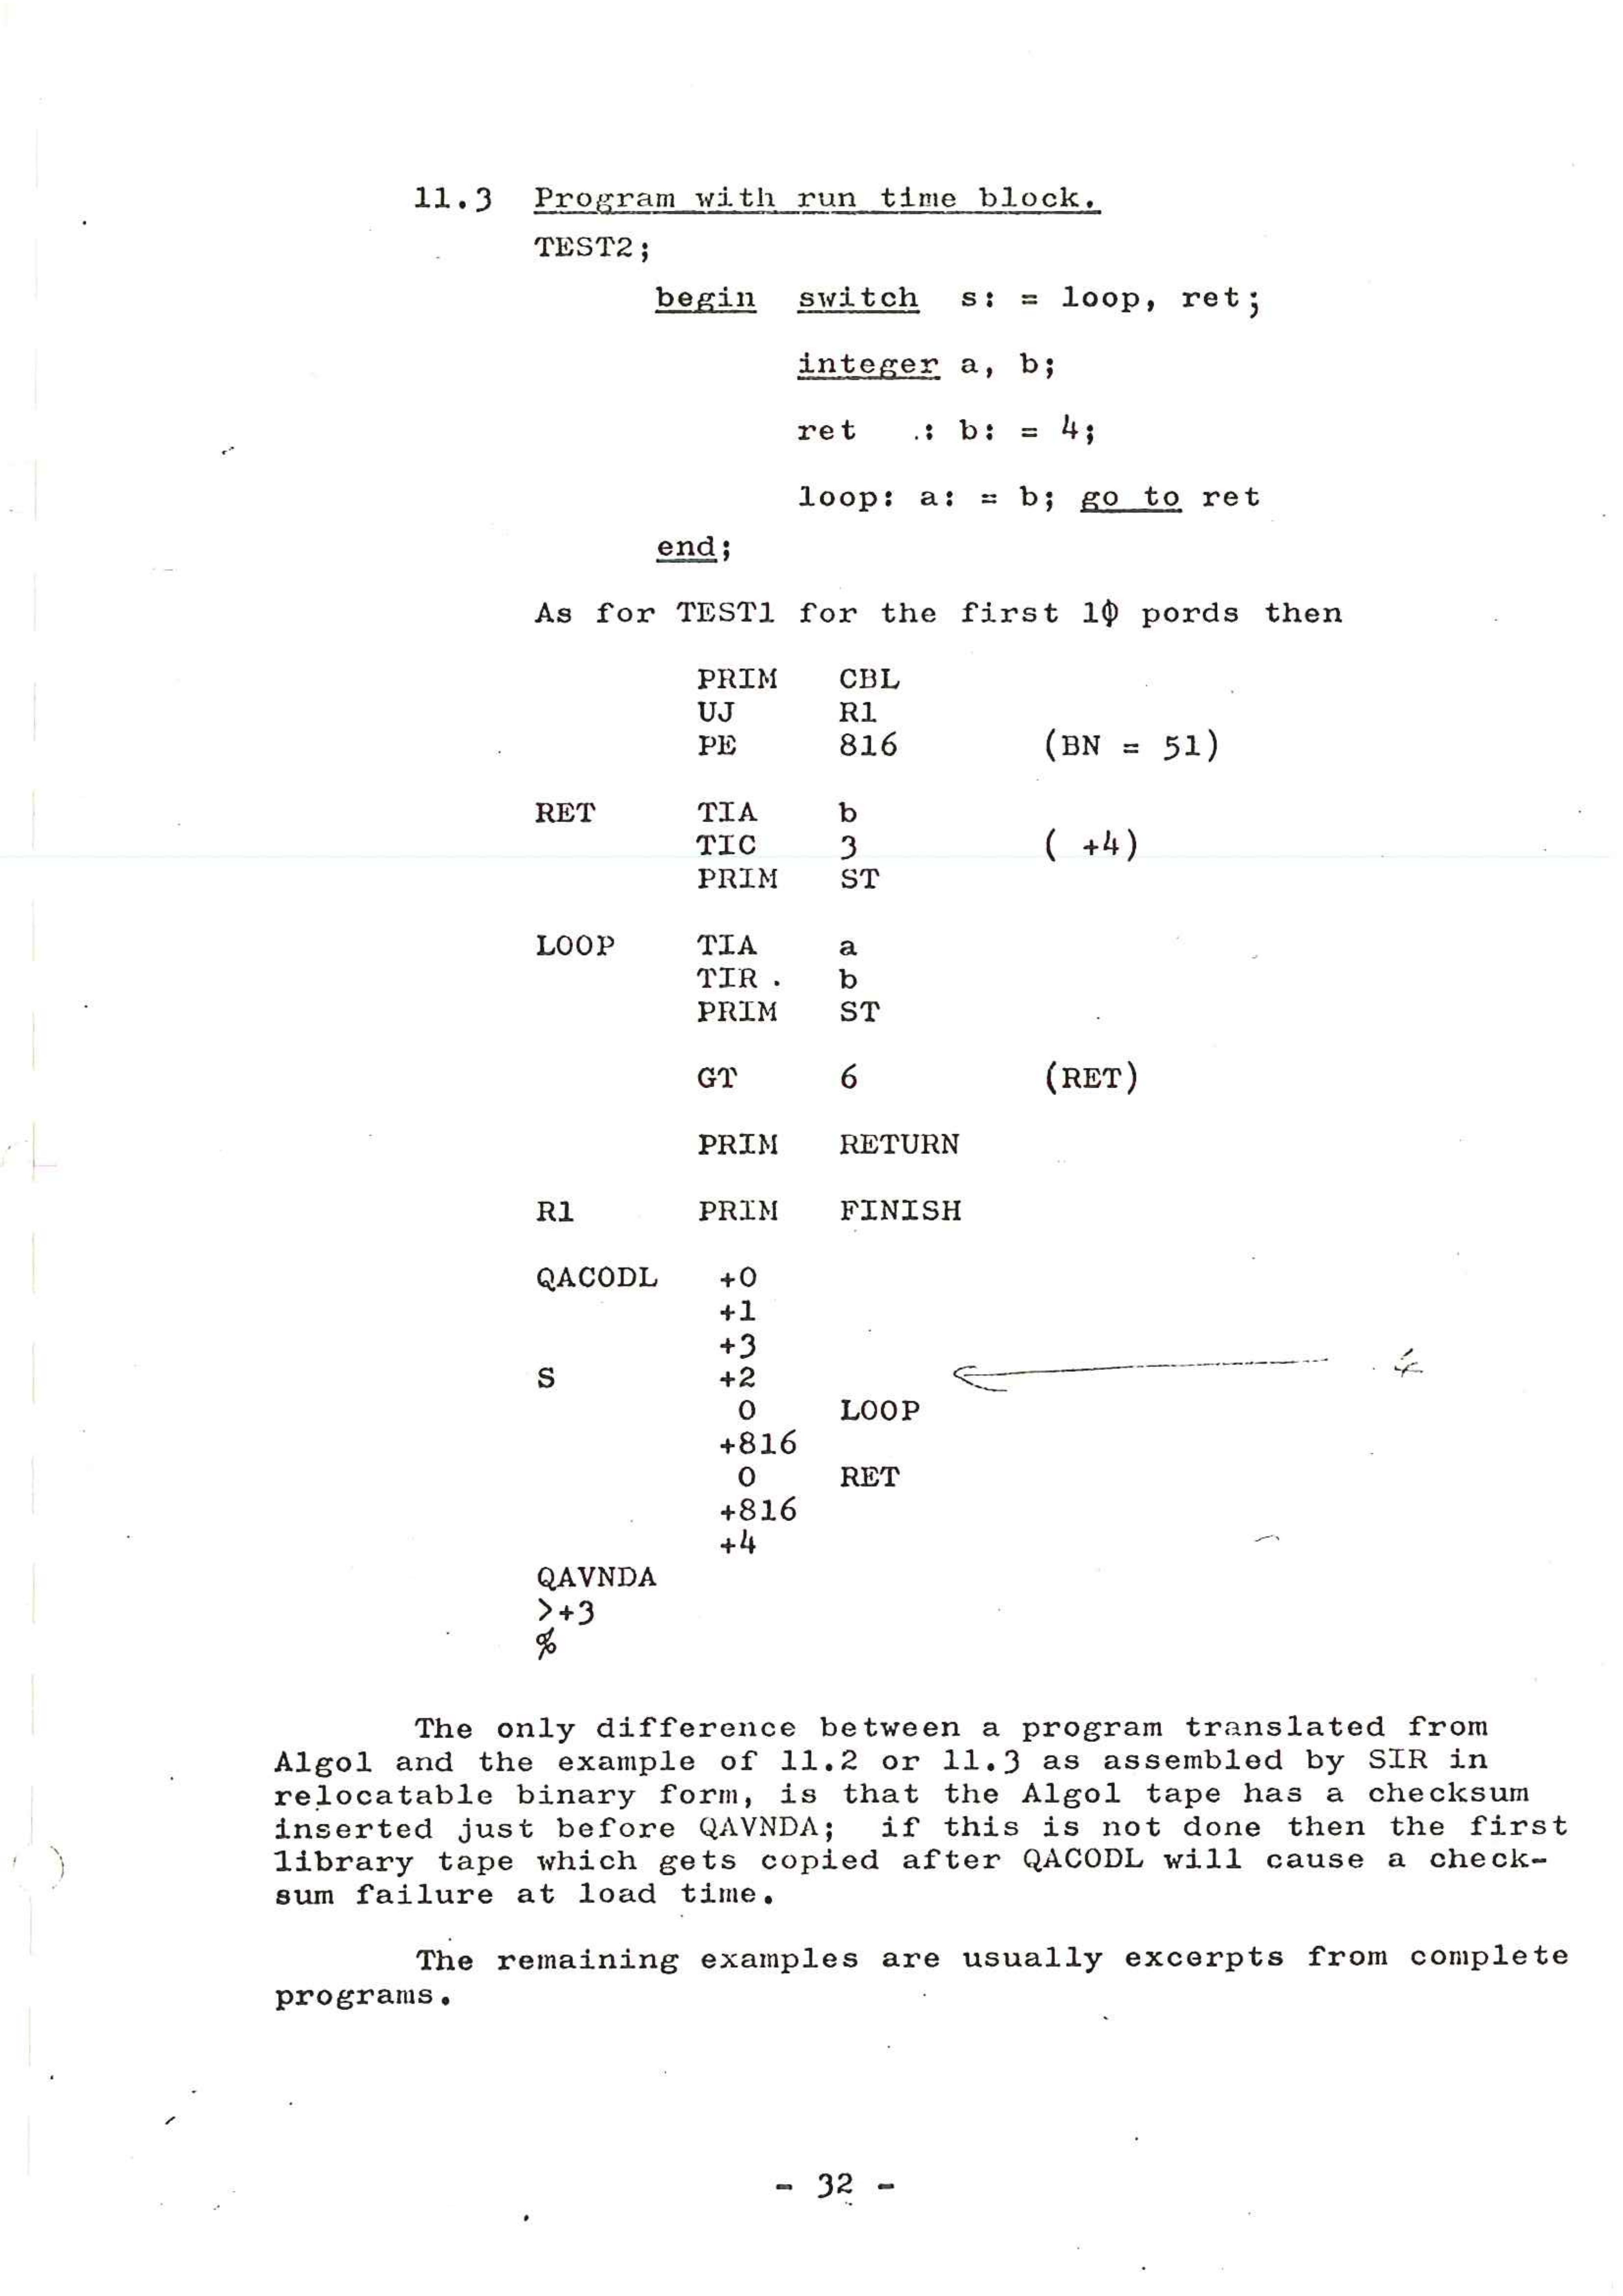 11.3 Program with run time block.
TEST2;
begin switch s: = loop, ret;
integer a, b;
ret .: b: = 4;
loop: a: = b; go to ret
end;
As for TEST1 for the first 1Φ pords then
PRIM CBL
UJ R1
PE 816 (BN = 51)
RET TIA b
TIC 3 ( +4)
PRIM ST
LOOP TIA a
TIR . b
PRIM ST
GT 6 (RET)
PRIM RETURN
R1 PRIM FINISH
QACODL +0
+1
+3
S +2
0 LOOP
+816
0 RET
+816
+4
QAVNDA
>+3
%
The only difference between a program translated from
Algol and the example of 11.2 or 11.3 as assembled by SIR in
relocatable binary form, is that the Algol tape has a checksum
inserted just before QAVNDA; if this is not done then the first
library tape which gets copied after QACODL will cause a check-
sum failure at load time.
The remaining examples are usually excerpts from complete
programs.
- 32 -